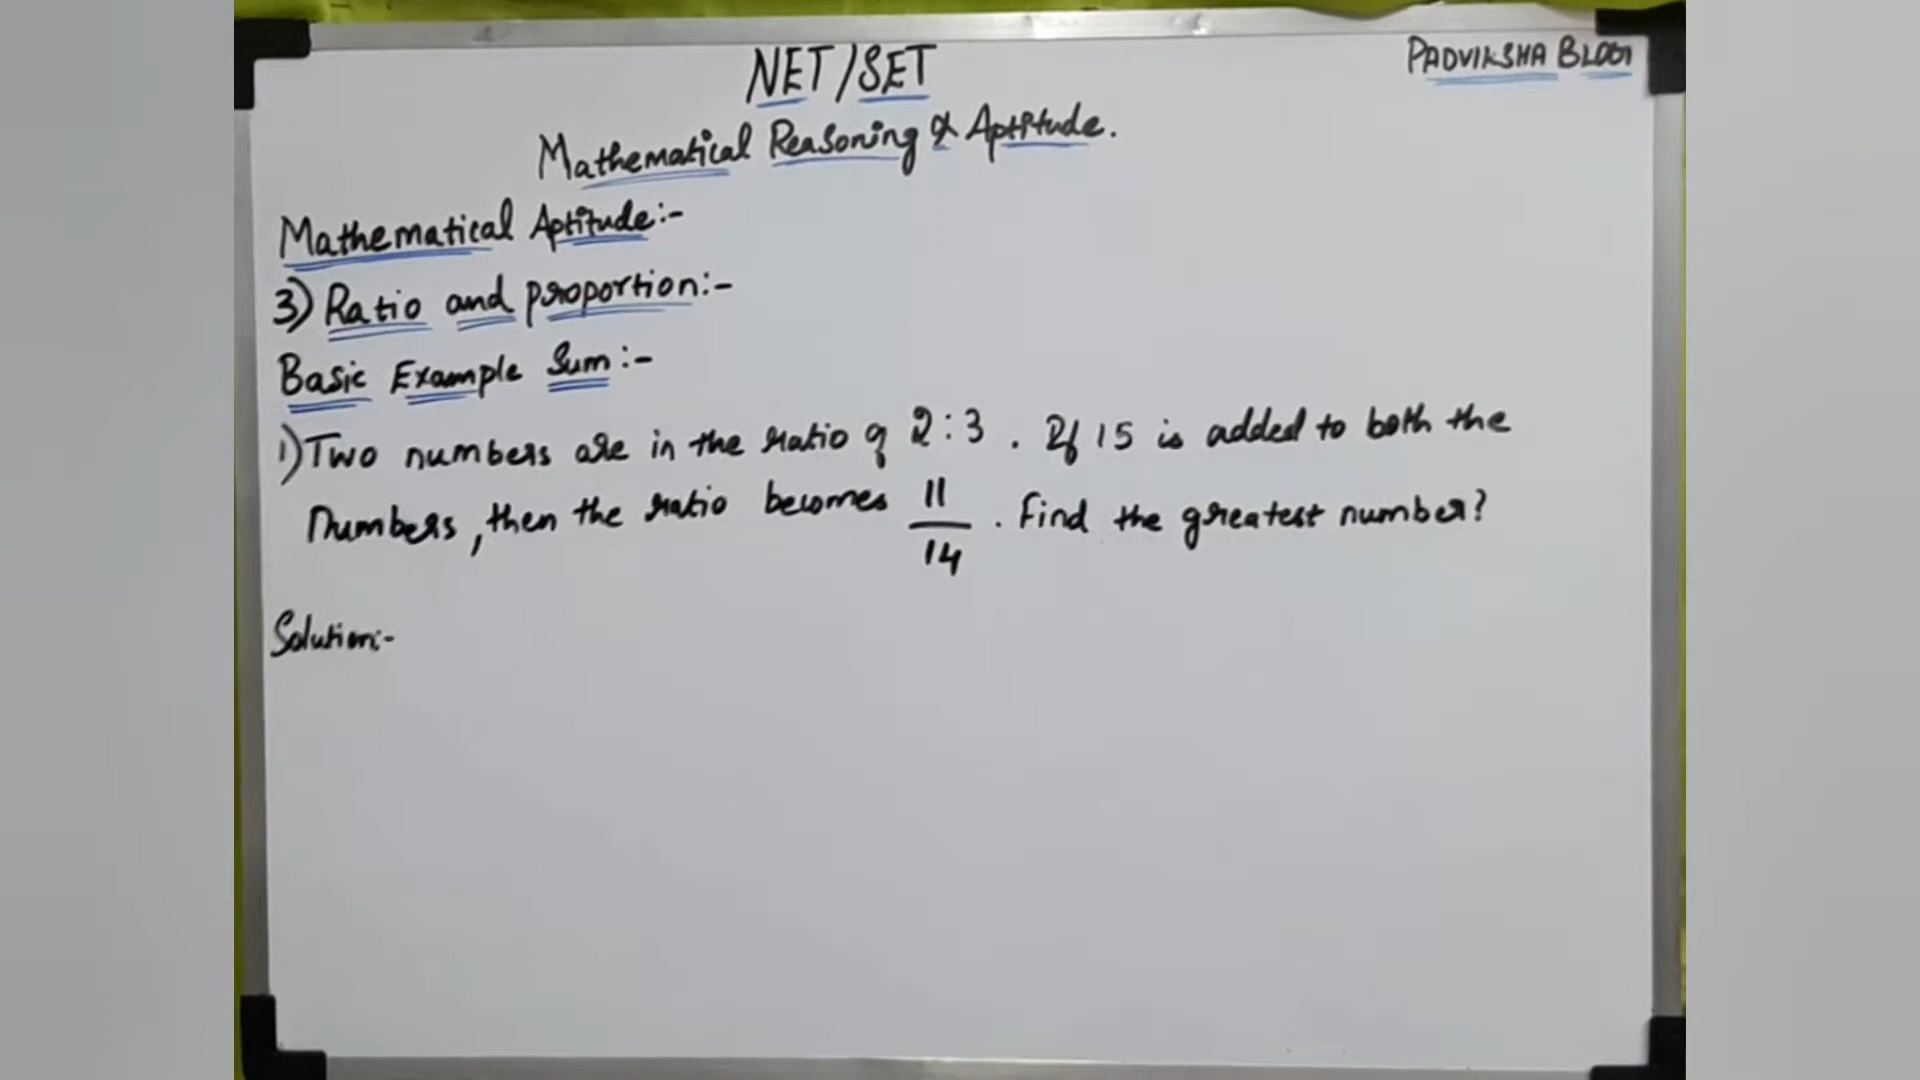 NET/SET
PADVIKSHA BLOG
Mathematical Reasoning & Aptitude.
Mathematical Aptitude:-
3) Ratio and proportion:-
Basic Example Sum:-
1) Two numbers are in the ratio of 2:3. If 15 is added to both the
numbers, then the ratio becomes 11/14. Find the greatest number?
Solution:-